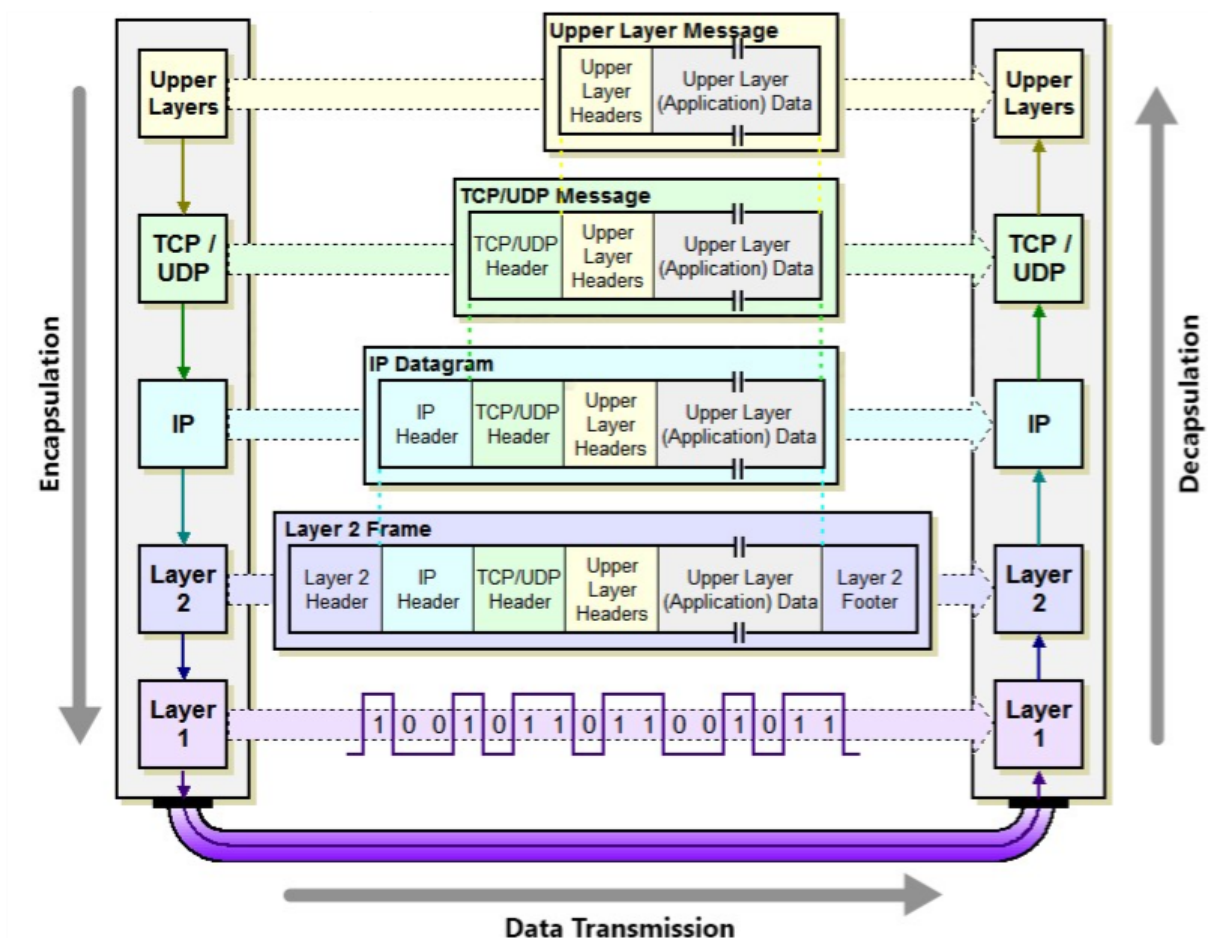 Upper Layer Message
Upper
Layers
Upper
Layer
Headers
Upper Layer
(Application) Data
Upper
Layers
TCP/UDP Message
TCP /
UDP
TCP/UDP
Header
Upper
Layer
Headers
Upper Layer
(Application) Data
TCP /
UDP
Encapsulation
Decapsulation
IP Datagram
IP
IP
Header
TCP/UDP
Header
Upper
Layer
Headers
Upper Layer
(Application) Data
IP
Layer 2 Frame
Layer
2
Layer 2
Header
IP
Header
TCP/UDP
Header
Upper
Layer
Headers
Upper Layer
(Application) Data
Layer 2
Footer
Layer
2
Layer
1
1 0 0 1 0 1 1 0 1 1 0 0 1 0 1 1
Layer
1
Data Transmission